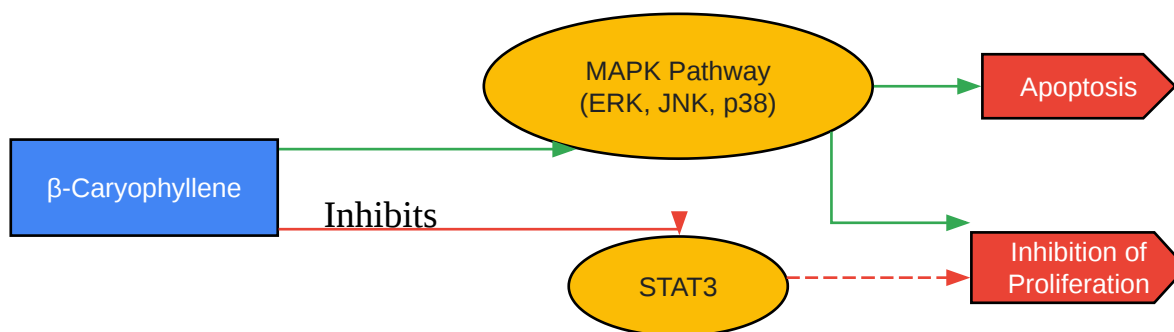 MAPK Pathway
(ERK, JNK, p38)
Apoptosis
β-Caryophyllene
Inhibits
STAT3
Inhibition of
Proliferation